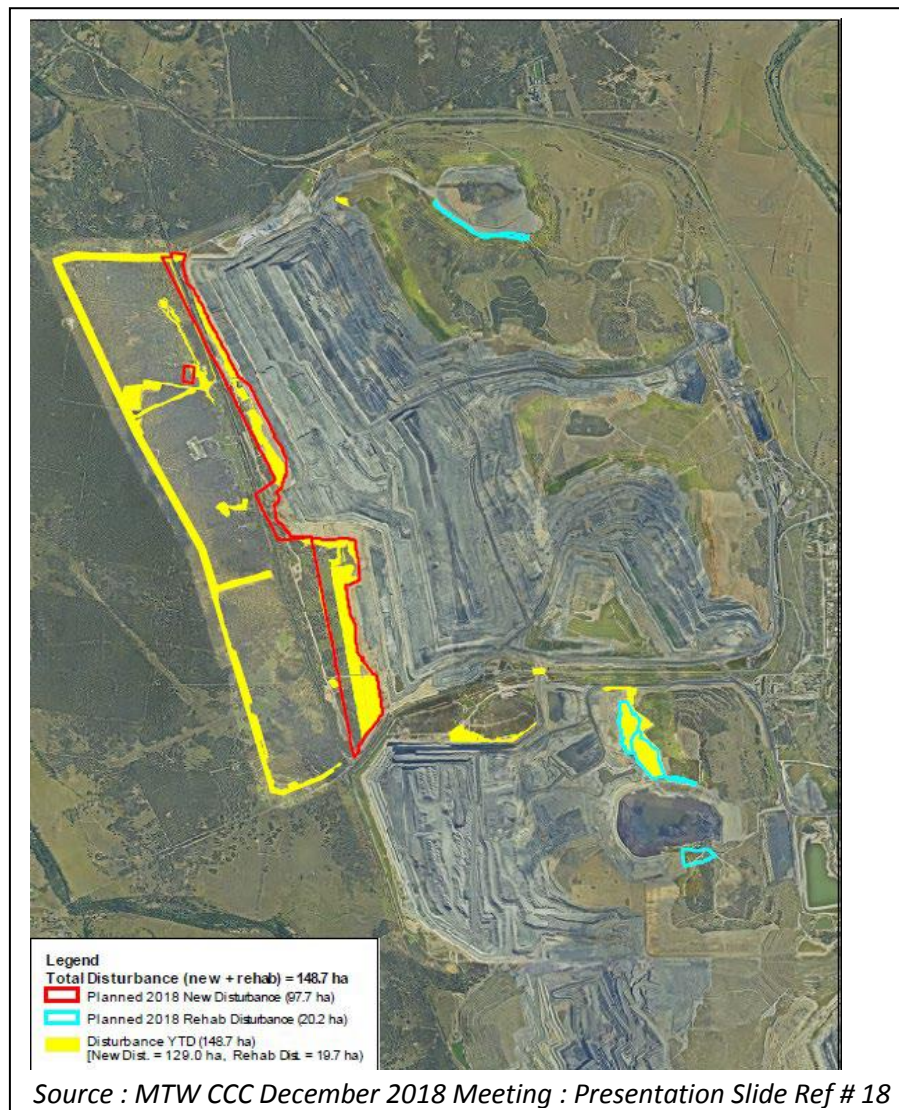 Legend
Total Disturbance (new + rehab) = 148.7 ha
Planned 2018 New Disturbance (97.7 ha)
Planned 2018 Rehab Disturbance (20.2 ha)
Disturbance YTD (148.7 ha)
[New Dist. = 129.0 ha, Rehab Dist. = 19.7 ha)
Source : MTW CCC December 2018 Meeting : Presentation Slide Ref # 18